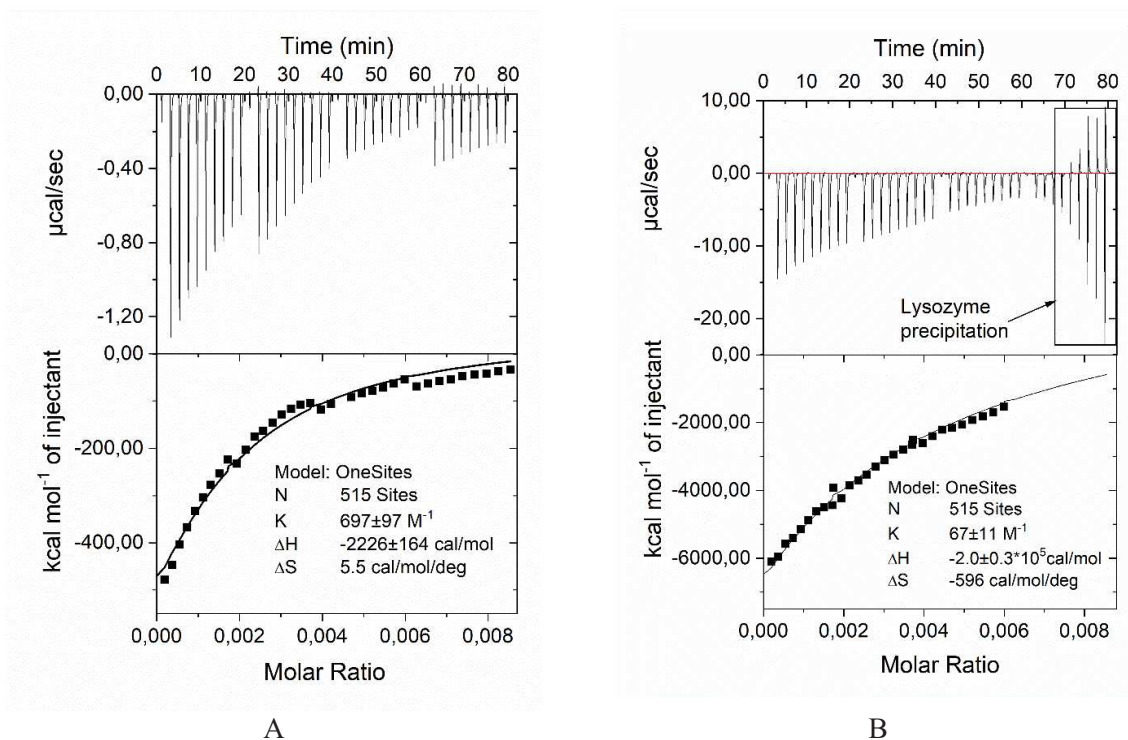 Time (min)
0 10 20 30 40 50 60 70 80
0,00
-0,40
-0,80
-1,20
µcal/sec
0,00
-200,00
-400,00
kcal mol⁻¹ of injectant
Model: OneSites
N 515 Sites
K 697±97 M⁻¹
ΔH -2226±164 cal/mol
ΔS 5.5 cal/mol/deg
0,000 0,002 0,004 0,006 0,008
Molar Ratio
A
Time (min)
0 10 20 30 40 50 60 70 80
10,00
0,00
-10,00
-20,00
µcal/sec
Lysozyme
precipitation
0,00
-2000,00
-4000,00
-6000,00
kcal mol⁻¹ of injectant
Model: OneSites
N 515 Sites
K 67±11 M⁻¹
ΔH -2.0±0.3*10⁵cal/mol
ΔS -596 cal/mol/deg
0,000 0,002 0,004 0,006 0,008
Molar Ratio
B